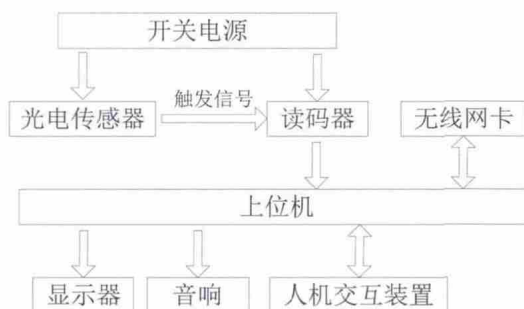 开关电源
触发信号
光电传感器
读码器
无线网卡
上位机
显示器
音响
人机交互装置